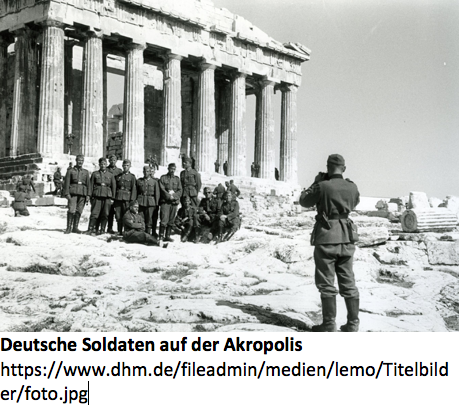 Deutsche Soldaten auf der Akropolis
https://www.dhm.de/fileadmin/medien/lemo/Titelbild
er/foto.jpg